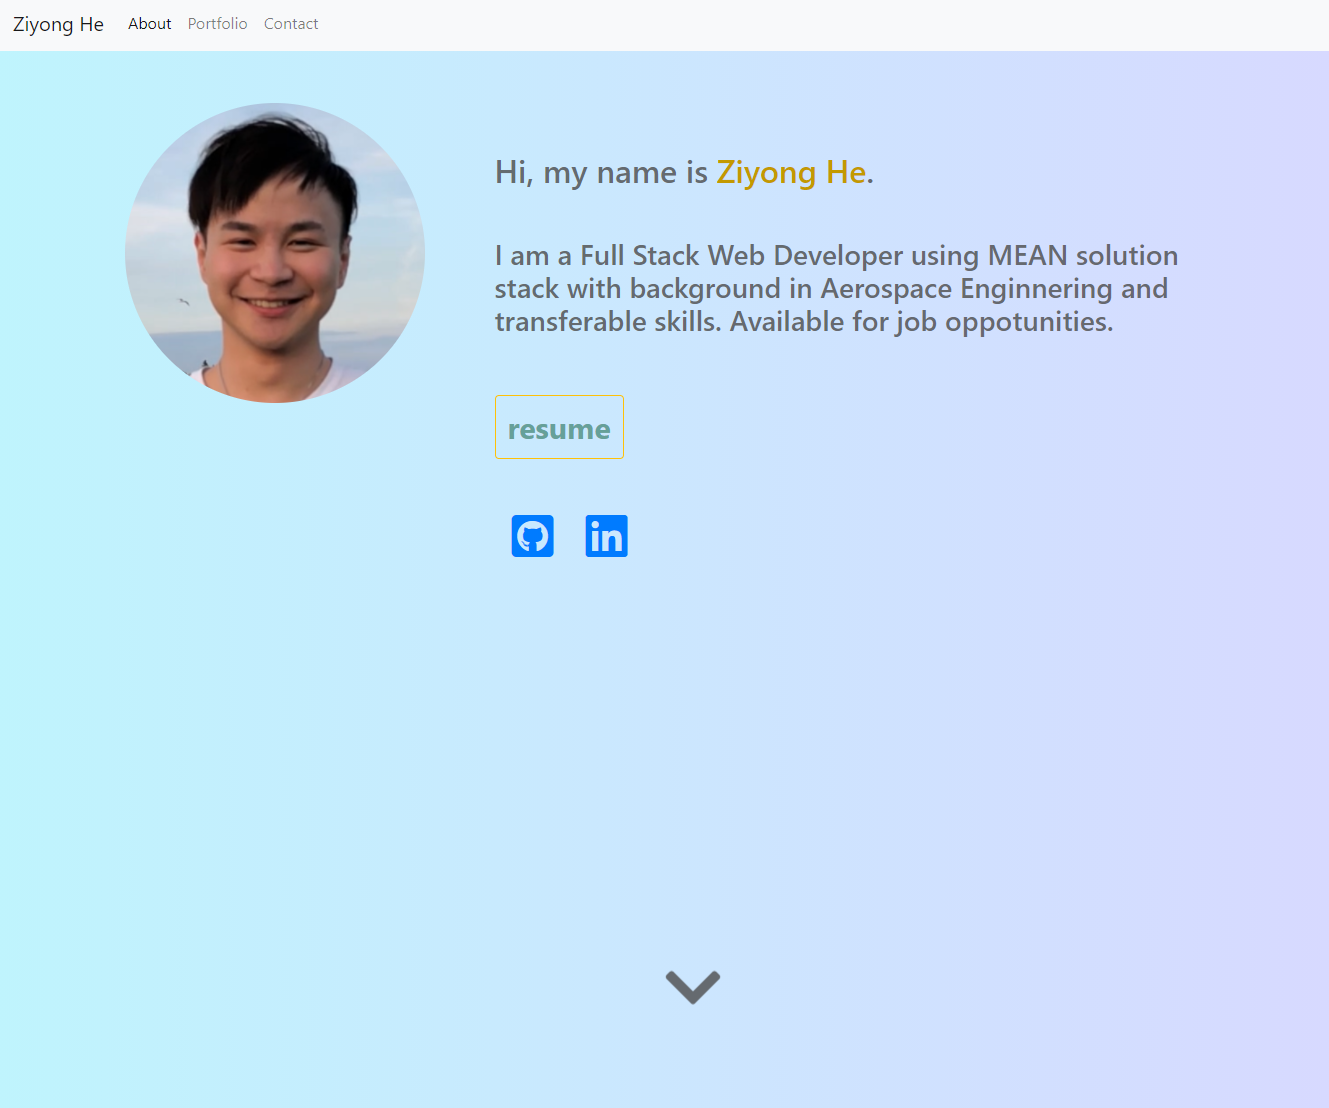 Ziyong He About Portfolio Contact
Hi, my name is Ziyong He.
I am a Full Stack Web Developer using MEAN solution
stack with background in Aerospace Enginnering and
transferable skills. Available for job oppotunities.
resume
in